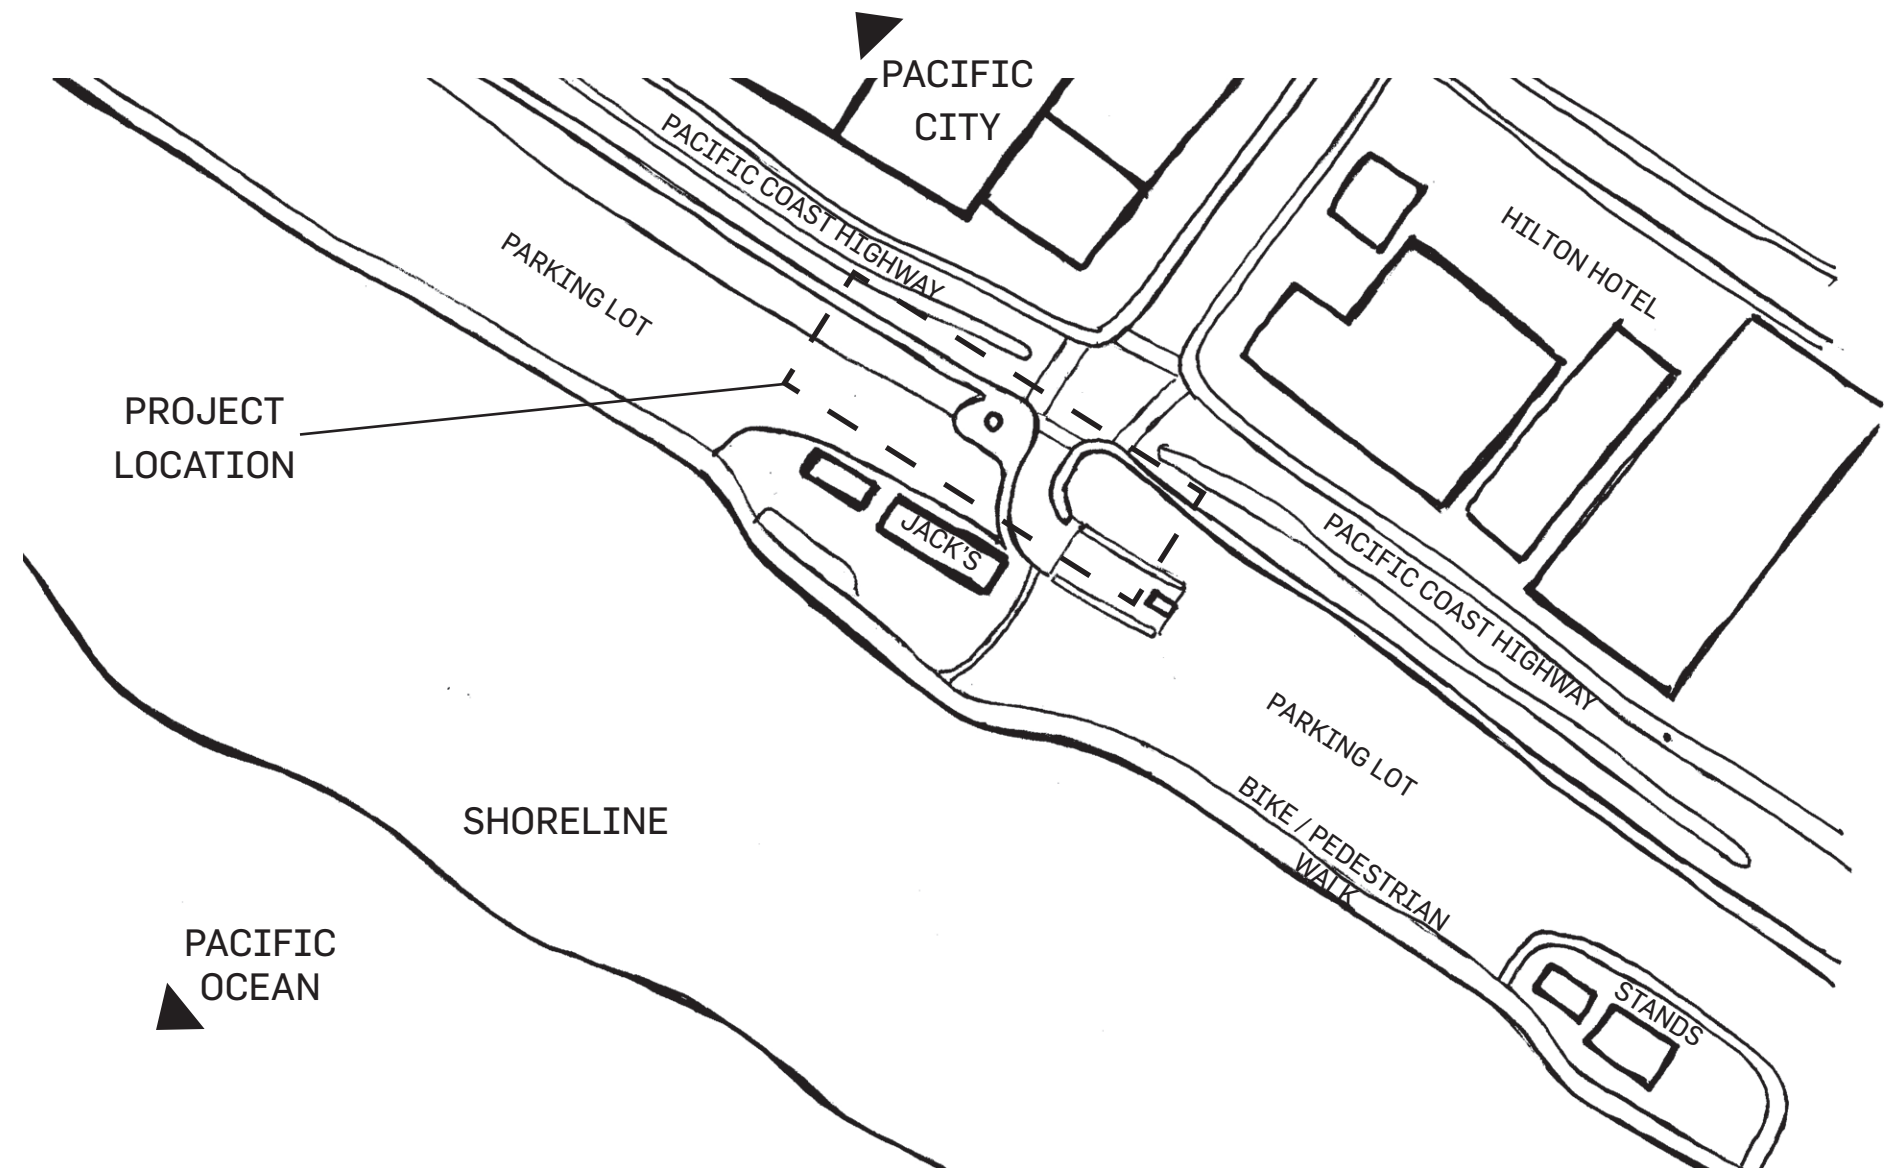 PACIFIC
CITY
PACIFIC COAST HIGHWAY
HILTON HOTEL
PARKING LOT
PROJECT
LOCATION
JACK'S
PACIFIC COAST HIGHWAY
PARKING LOT
BIKE / PEDESTRIAN
WALK
SHORELINE
PACIFIC
OCEAN
STANDS